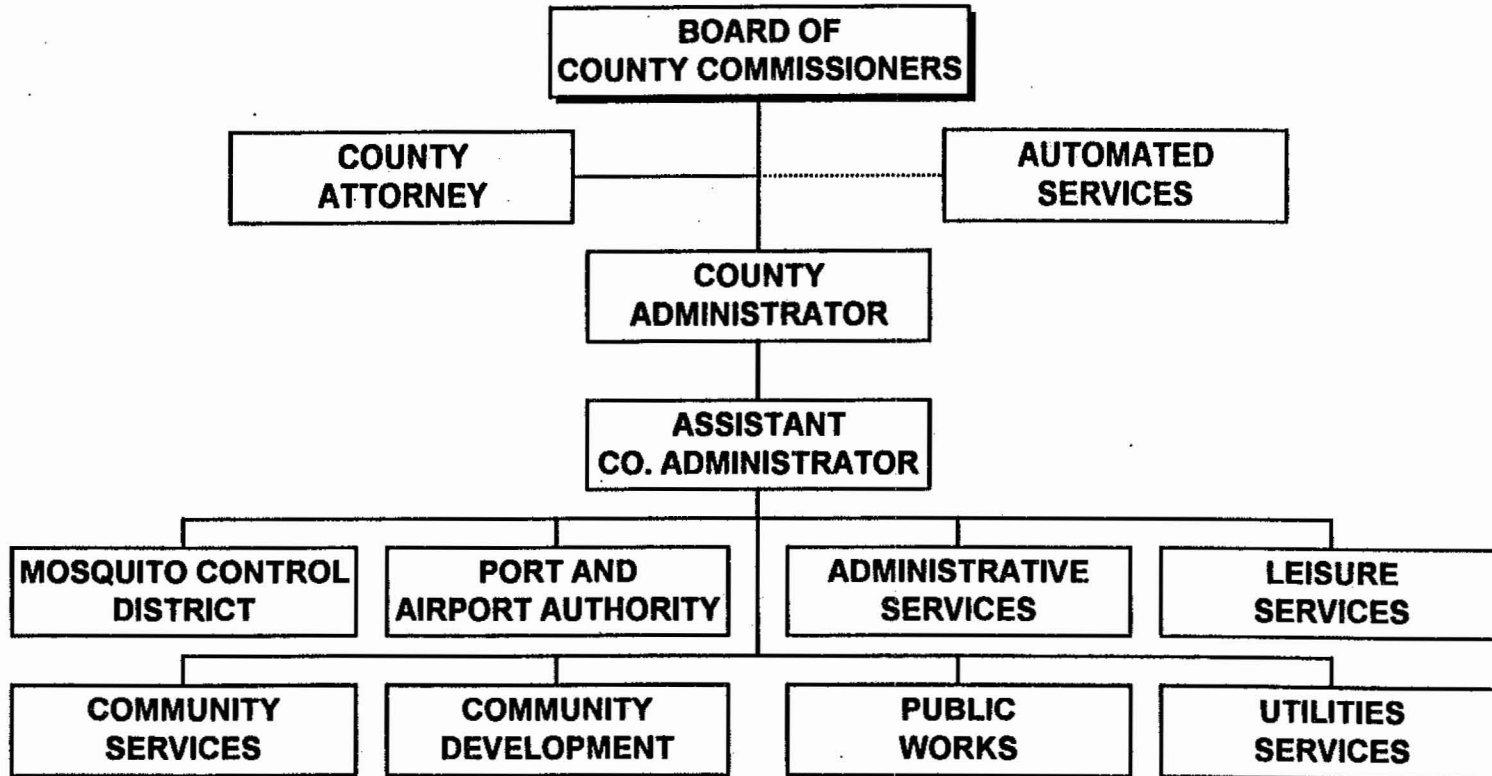 BOARD OF
COUNTY COMMISSIONERS
COUNTY
ATTORNEY
AUTOMATED
SERVICES
COUNTY
ADMINISTRATOR
ASSISTANT
CO. ADMINISTRATOR
MOSQUITO CONTROL
DISTRICT
PORT AND
AIRPORT AUTHORITY
ADMINISTRATIVE
SERVICES
LEISURE
SERVICES
COMMUNITY
SERVICES
COMMUNITY
DEVELOPMENT
PUBLIC
WORKS
UTILITIES
SERVICES